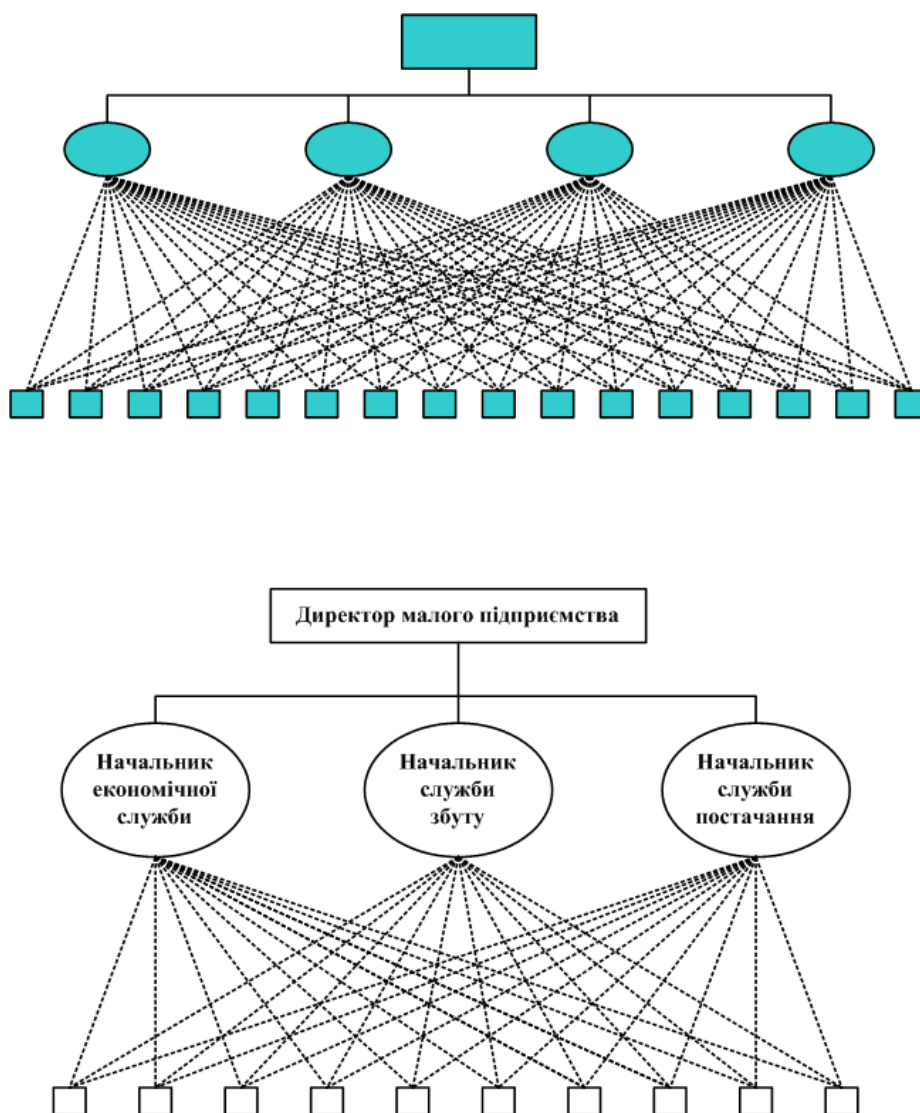 Директор малого підприємства
Начальник
економічної
служби
Начальник
служби
збуту
Начальник
служби
постачання